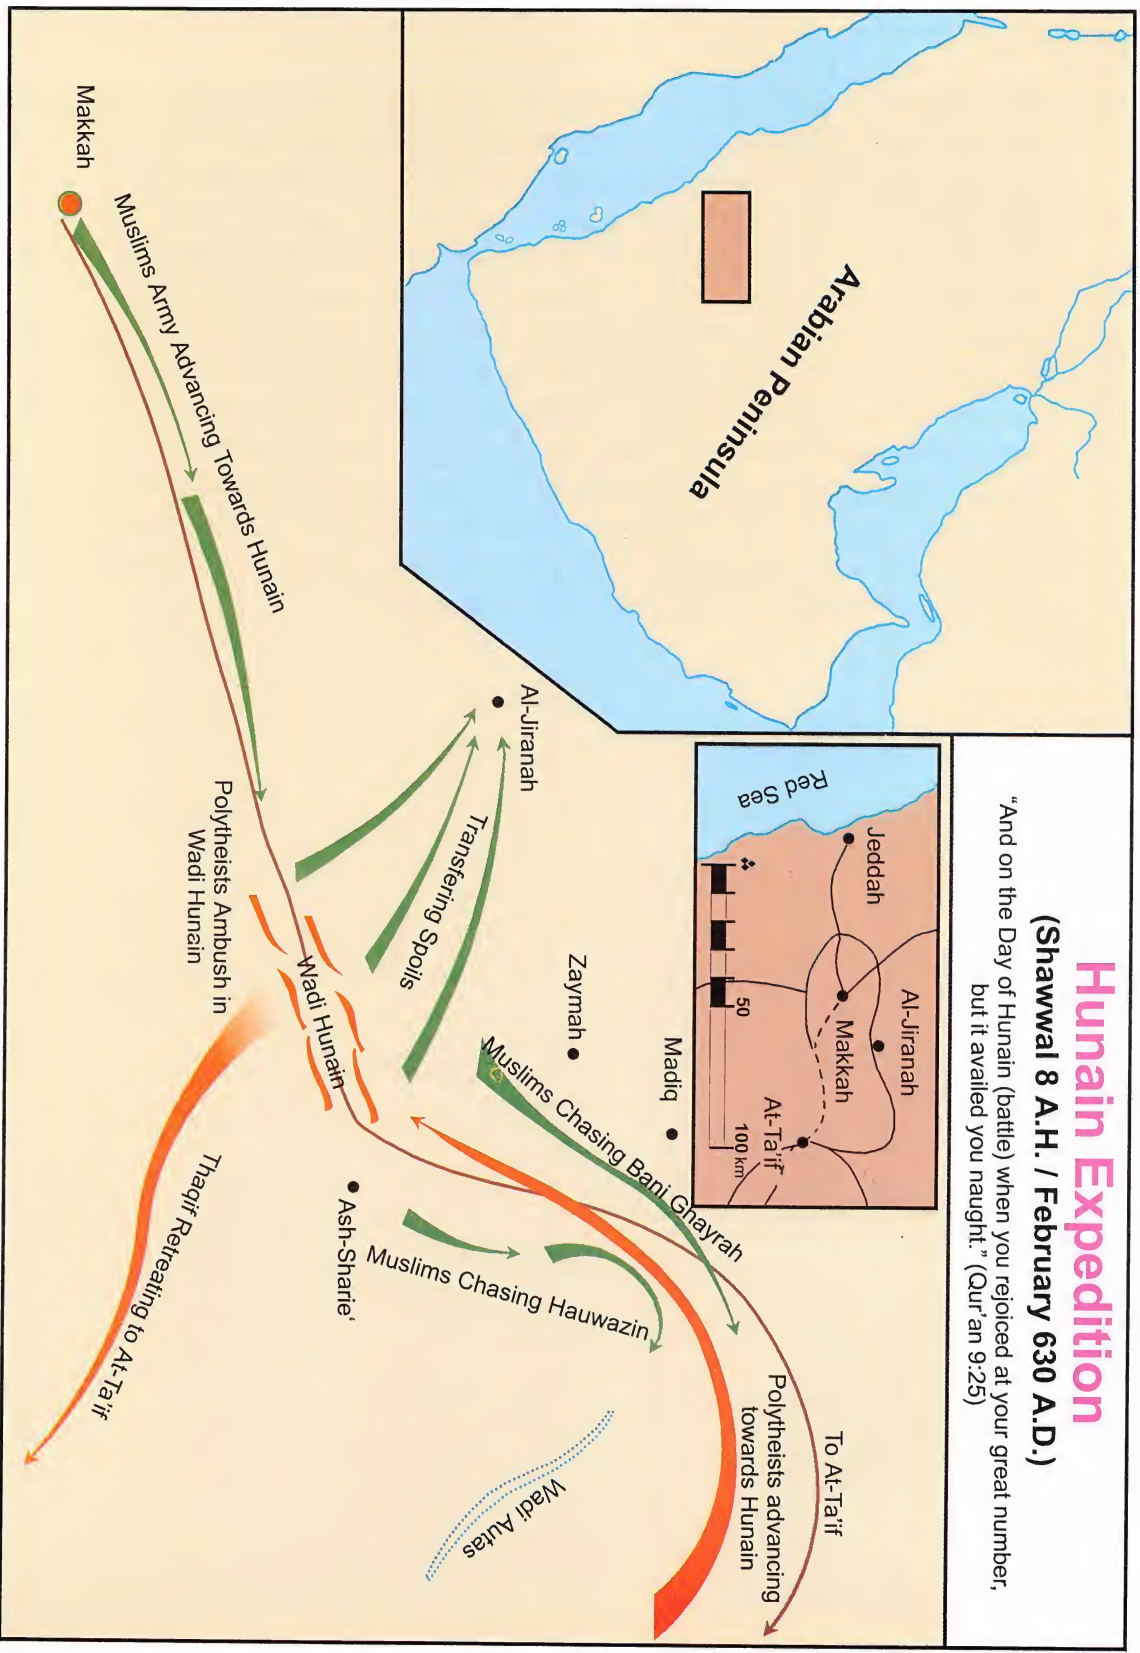 Hunain Expedition
(Shawwal 8 A.H. / February 630 A.D.)
“And on the Day of Hunain (battle) when you rejoiced at your great number,
but it availed you naught.” (Qur’an 9:25)
Arabian Peninsula
Red Sea
Jeddah
Al-Jiranah
Makkah
At-Ta’if
50
100 km
To At-Ta’if
Polytheists advancing
towards Hunain
Madiq
Muslims Chasing Bani Ghayrah
Zaymah
Al-Jiranah
Transfering Spoils
Muslims Chasing Hauwazin
Wadi Autas
Ash-Sharie‘
Wadi Hunain
Polytheists Ambush in
Wadi Hunain
Muslims Army Advancing Towards Hunain
Makkah
Thaqif Retreating to At-Ta’if